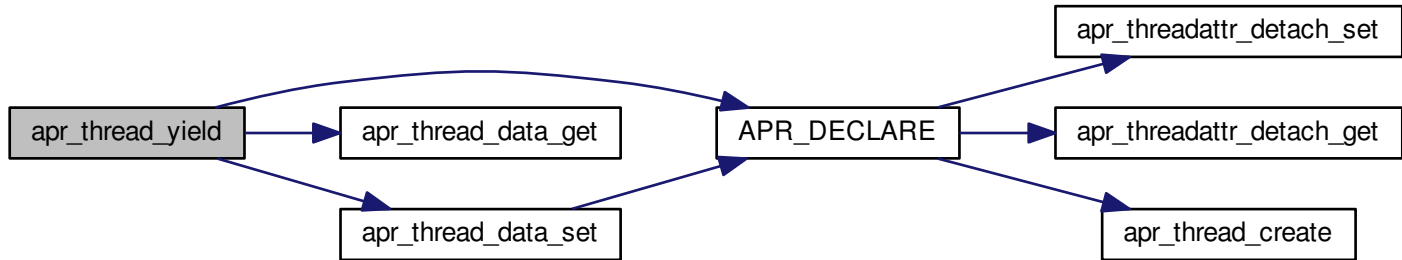 apr_thread_yield
apr_thread_data_get
apr_thread_data_set
APR_DECLARE
apr_threadattr_detach_set
apr_threadattr_detach_get
apr_thread_create